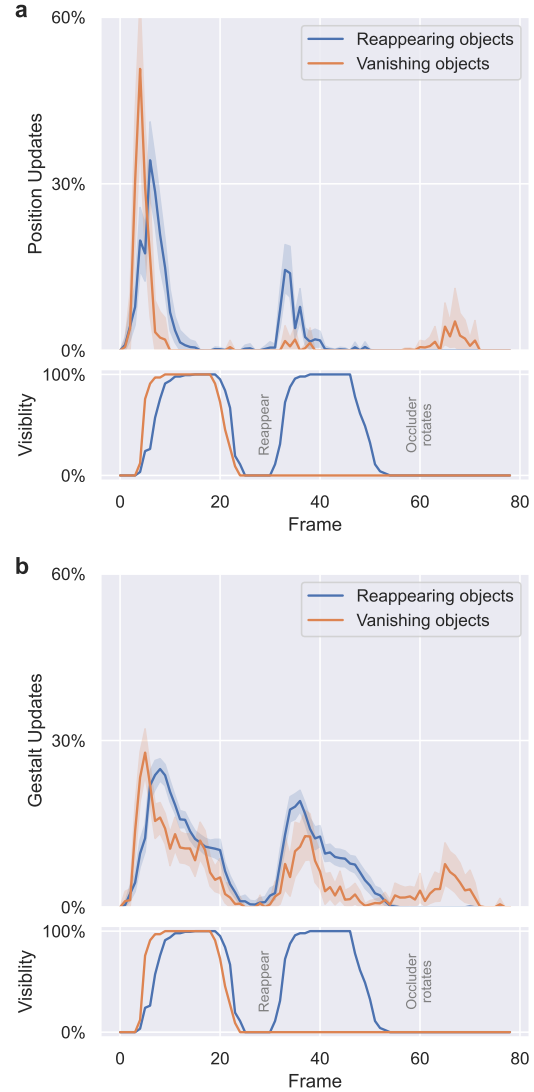 a
60%
Reappearing objects
Vanishing objects
Position Updates
30%
0%
100%
Visiblity
Reappear
Occluder
rotates
0%
0 20 40 60 80
Frame
b
60%
Reappearing objects
Vanishing objects
Gestalt Updates
30%
0%
100%
Visiblity
Reappear
Occluder
rotates
0%
0 20 40 60 80
Frame